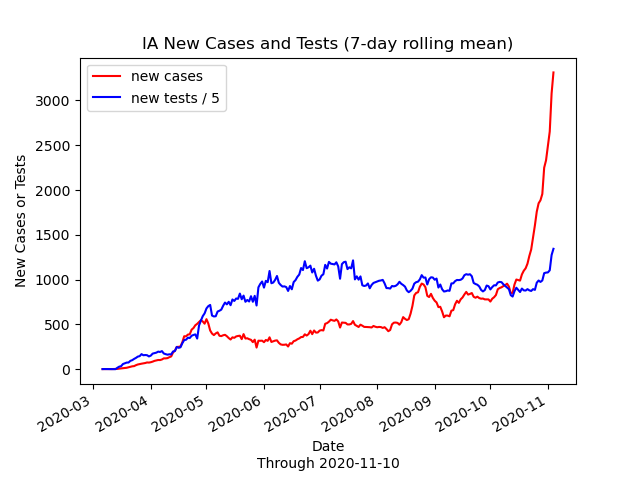 IA New Cases and Tests (7-day rolling mean)
new cases
new tests / 5
New Cases or Tests
3000
2500
2000
1500
1000
500
0
2020-03
2020-04
2020-05
2020-06
2020-07
2020-08
2020-09
2020-10
2020-11
Date
Through 2020-11-10